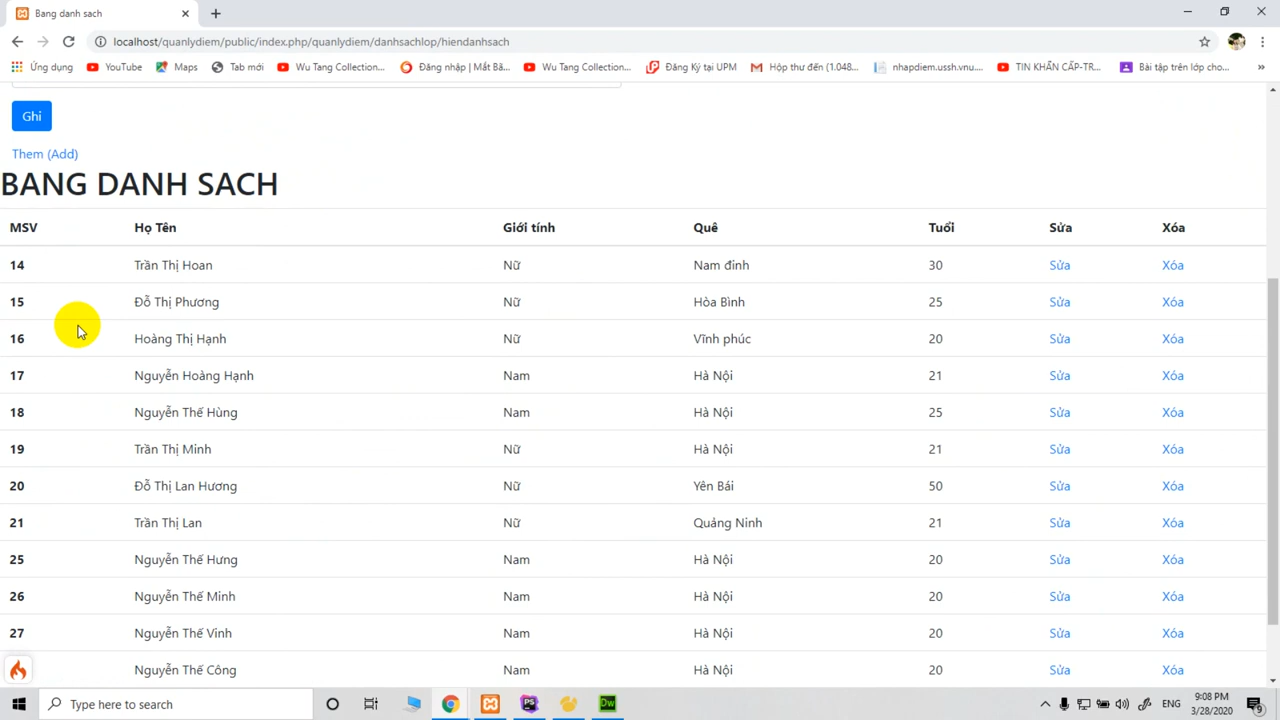 Bang danh sach
localhost/quanlydiem/public/index.php/quanlydiem/danhsachlop/hiendanhsach
Ứng dụng YouTube Maps Tab mới Wu Tang Collection... Đăng nhập | Mắt Bã... Wu Tang Collection... Đăng Ký tại UPM Hộp thư đến (1.048... nhapdiem.ussh.vnu.... TIN KHẨN CẤP-TR... Bài tập trên lớp cho... »
Ghi
Them (Add)
BANG DANH SACH
MSV Họ Tên Giới tính Quê Tuổi Sửa Xóa
14 Trần Thị Hoan Nữ Nam đinh 30 Sửa Xóa
15 Đỗ Thị Phương Nữ Hòa Bình 25 Sửa Xóa
16 Hoàng Thị Hạnh Nữ Vĩnh phúc 20 Sửa Xóa
17 Nguyễn Hoàng Hạnh Nam Hà Nội 21 Sửa Xóa
18 Nguyễn Thế Hùng Nam Hà Nội 25 Sửa Xóa
19 Trần Thị Minh Nữ Hà Nội 21 Sửa Xóa
20 Đỗ Thị Lan Hương Nữ Yên Bái 50 Sửa Xóa
21 Trần Thị Lan Nữ Quảng Ninh 21 Sửa Xóa
25 Nguyễn Thế Hưng Nam Hà Nội 20 Sửa Xóa
26 Nguyễn Thế Minh Nam Hà Nội 20 Sửa Xóa
27 Nguyễn Thế Vinh Nam Hà Nội 20 Sửa Xóa
Nguyễn Thế Công Nam Hà Nội 20 Sửa Xóa
Type here to search
PS
Dw
ENG
9:08 PM
3/28/2020
9